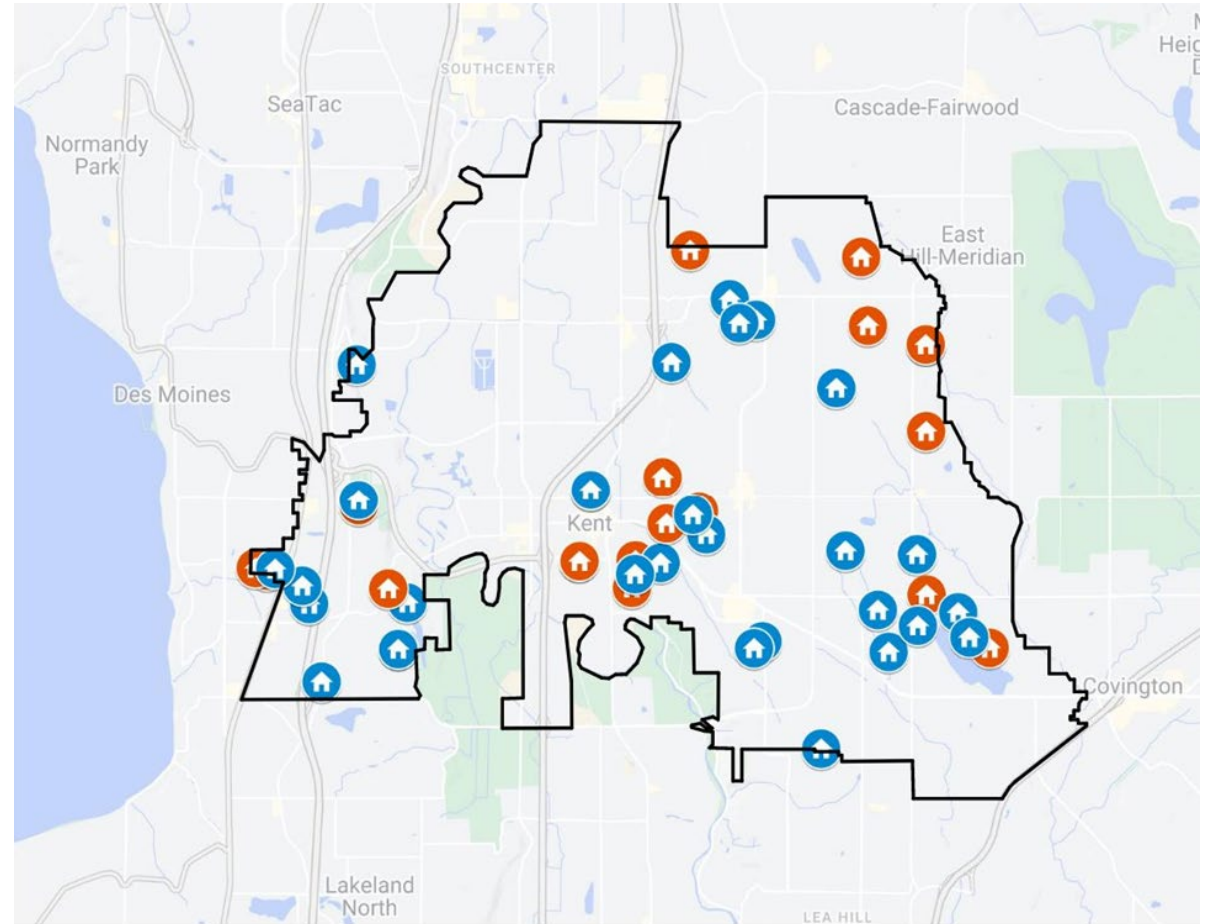 SOUTHCENTER
SeaTac
Cascade-Fairwood
Normandy
Park
East
Hill-Meridian
Des Moines
Kent
Covington
Lakeland
North
LEA HILL